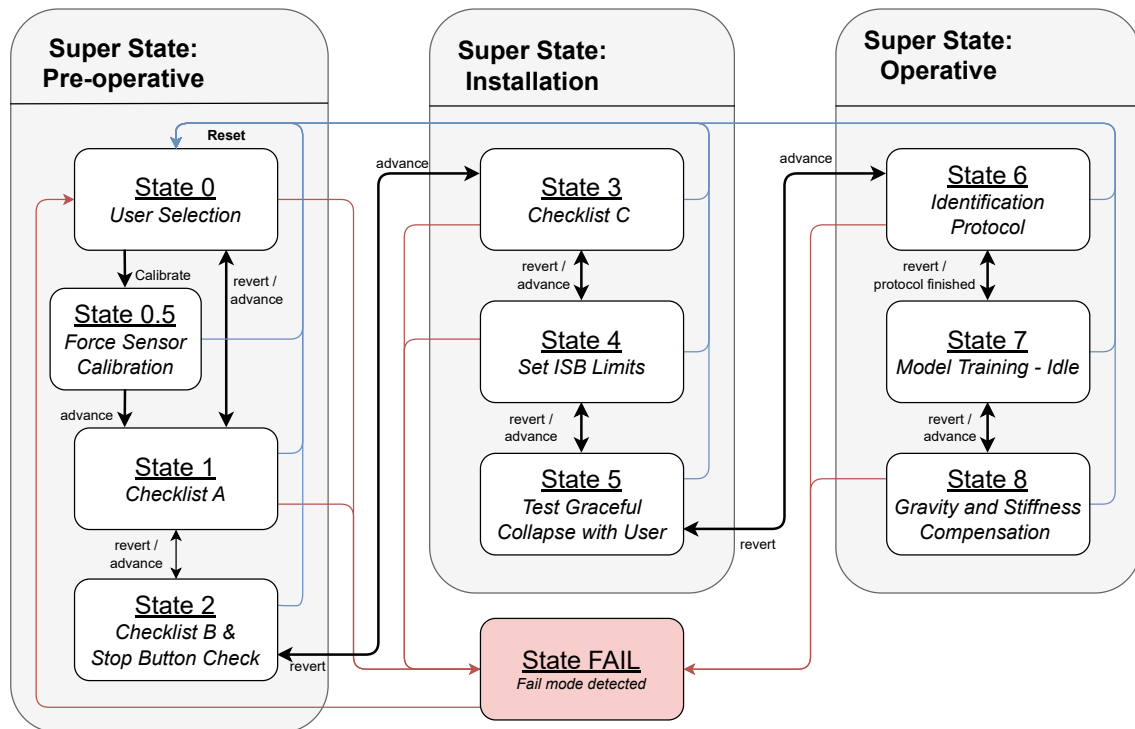 Super State:
Pre-operative
Reset
State 0
User Selection
Calibrate
revert /
advance
State 0.5
Force Sensor
Calibration
advance
State 1
Checklist A
revert /
advance
State 2
Checklist B &
Stop Button Check
revert
advance
Super State:
Installation
State 3
Checklist C
revert /
advance
State 4
Set ISB Limits
revert /
advance
State 5
Test Graceful
Collapse with User
revert
advance
State FAIL
Fail mode detected
Super State:
Operative
State 6
Identification
Protocol
revert /
protocol finished
State 7
Model Training - Idle
revert /
advance
State 8
Gravity and Stiffness
Compensation